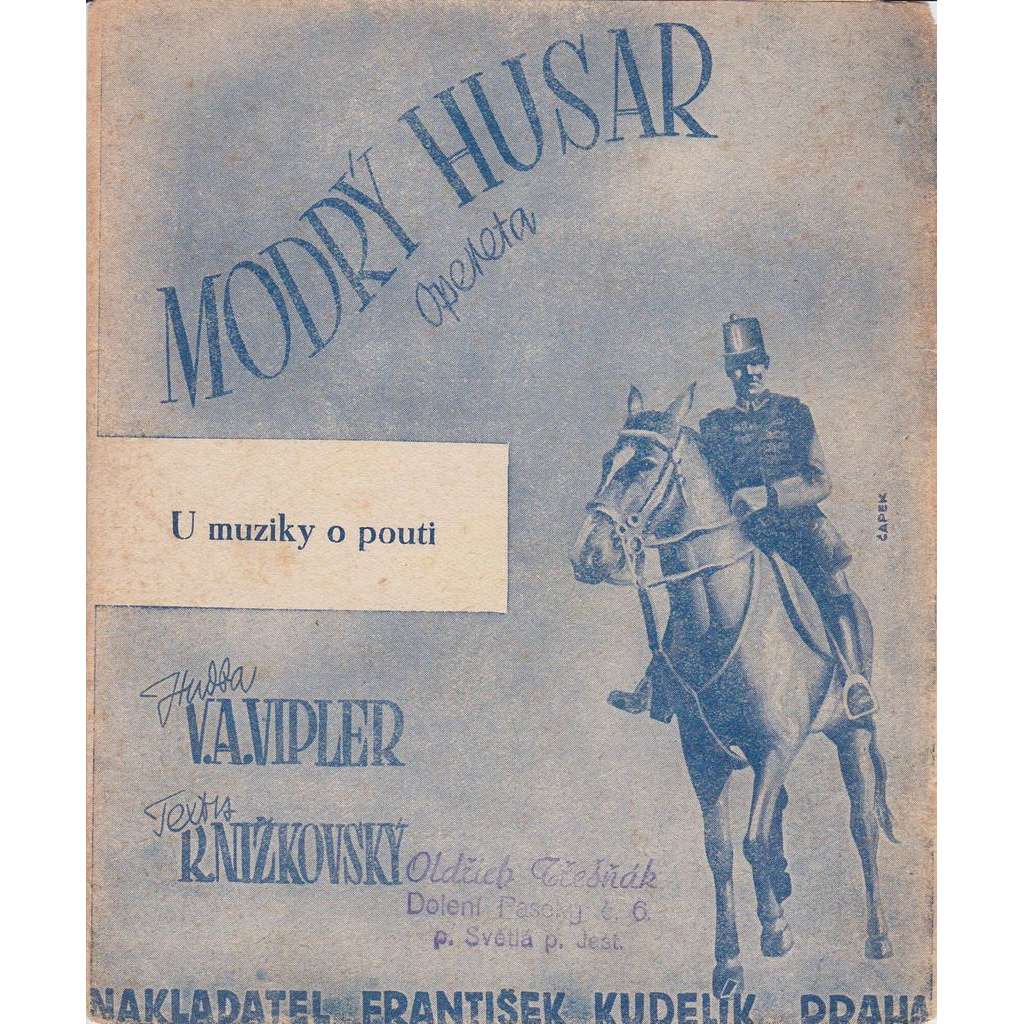 MODRÝ HUSAR
opereta
U muziky o pouti
ČAPEK
Hudba
V.A.VIPLER
Text
R.NIŽKOVSKÝ
Oldřich Třešňák
Dolení Paseky č. 6.
p. Světlá p. Ješt.
NAKLADATEL FRANTIŠEK KUDELÍK PRAHA